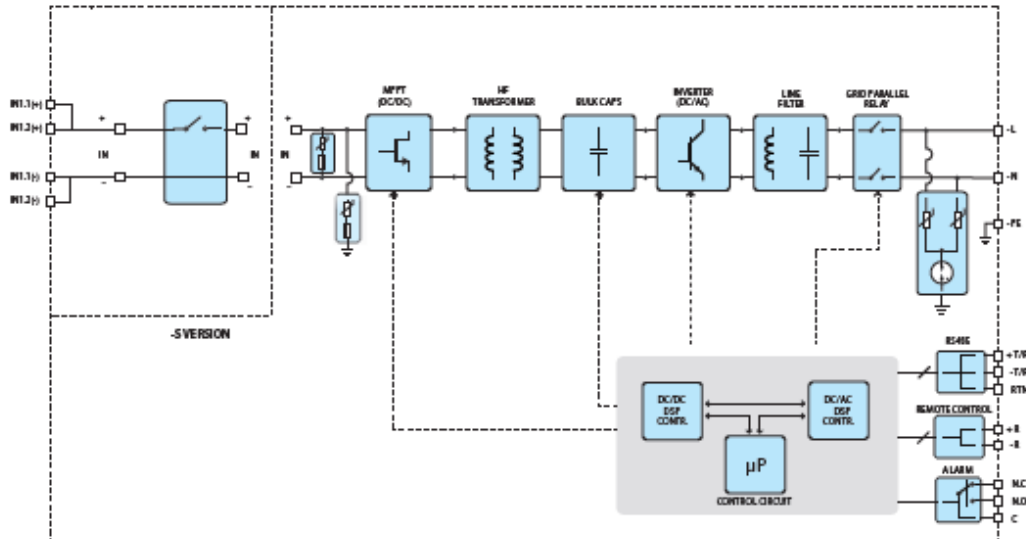 MPPT
(DC/DC)
HF
TRANSFORMER
BULK CAPS
INVERTER
(DC/AC)
LINE
FILTER
GRID PARALLEL
RELAY
IN1.1(+)
IN1.2(+)
IN1.1(-)
IN1.2(-)
+
IN
-
+
IN
-
+
IN
-
-L
-N
-PE
-S VERSION
RS485
+T/R
-T/R
RTN
REMOTE CONTROL
+R
-R
ALARM
N.C
N.O
C
DC/DC
DSP
CONTR.
DC/AC
DSP
CONTR.
µP
CONTROL CIRCUIT